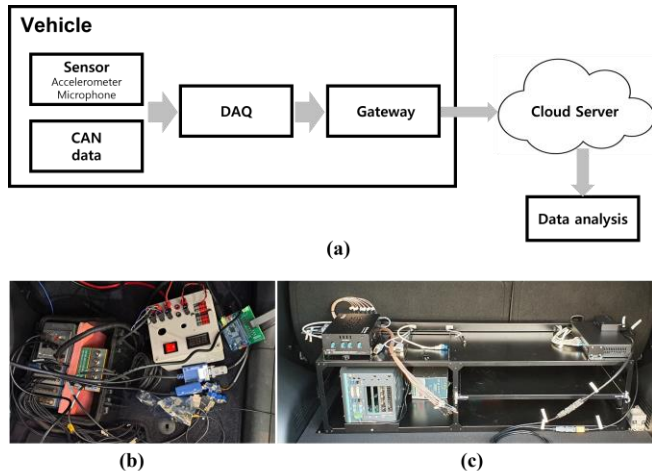 Vehicle
Sensor
Accelerometer
Microphone
CAN
data
DAQ
Gateway
Cloud Server
Data analysis
(a)
(b)
(c)